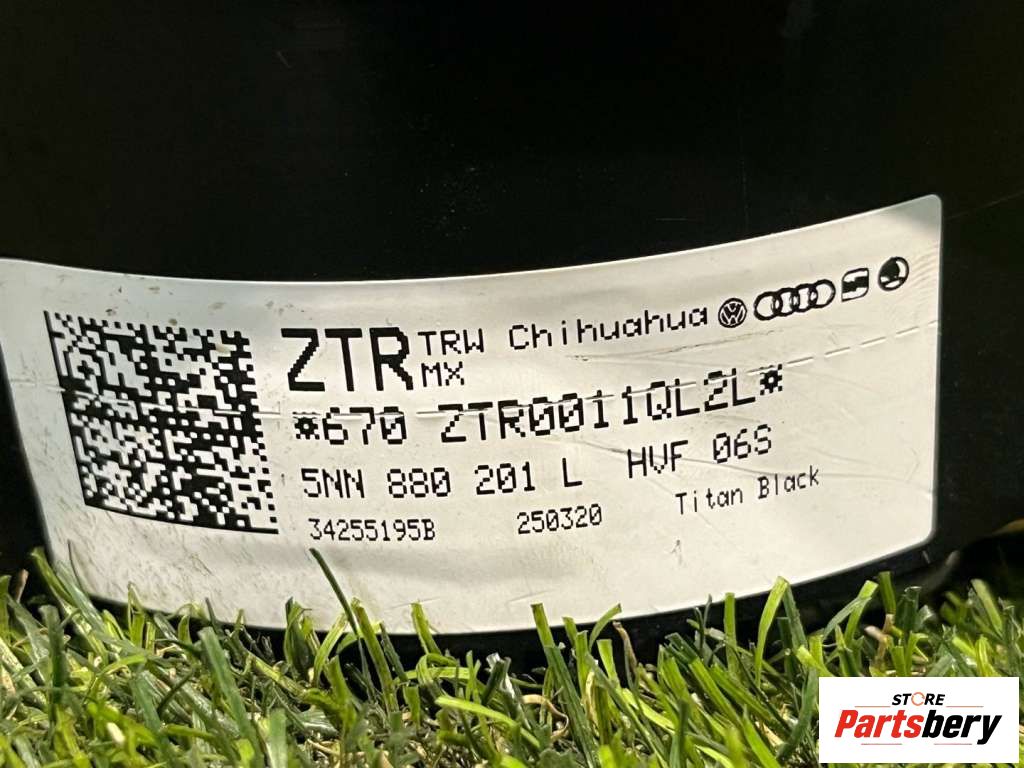 ZTR TRW Chihuahua
MX
*670 ZTR0011QL2L*
5NN 880 201 L HVF 06S
34255195B 250320 Titan Black
STORE
Partsbery